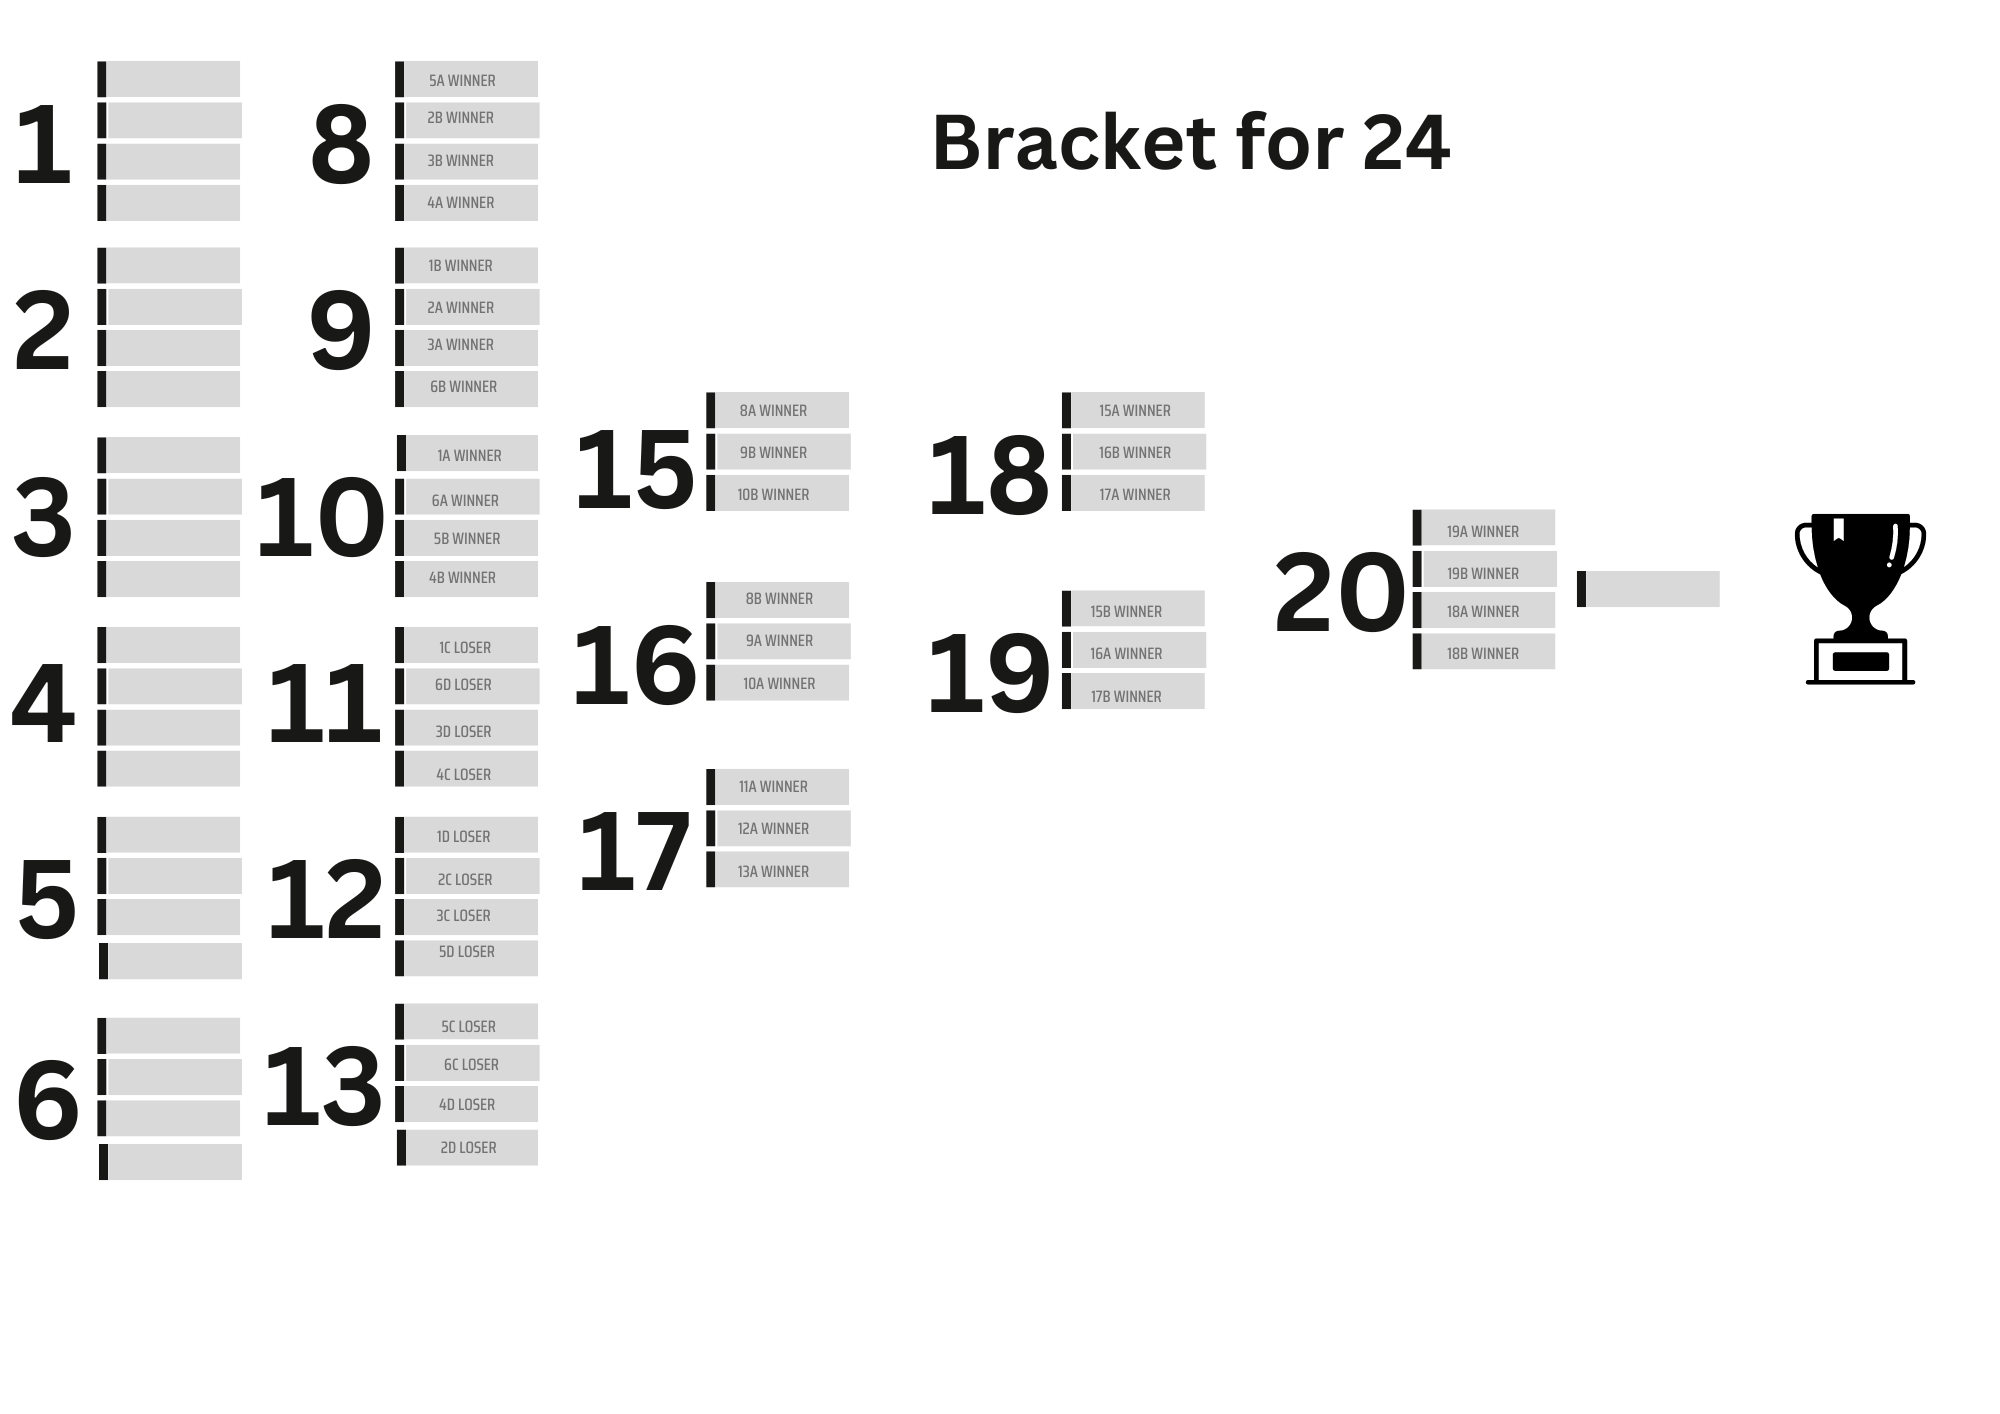 Bracket for 24
1
2
3
4
5
6
8
5A WINNER
2B WINNER
3B WINNER
4A WINNER
9
1B WINNER
2A WINNER
3A WINNER
6B WINNER
10
1A WINNER
6A WINNER
5B WINNER
4B WINNER
11
1C LOSER
6D LOSER
3D LOSER
4C LOSER
12
1D LOSER
2C LOSER
3C LOSER
5D LOSER
13
5C LOSER
6C LOSER
4D LOSER
2D LOSER
15
8A WINNER
9B WINNER
10B WINNER
16
8B WINNER
9A WINNER
10A WINNER
17
11A WINNER
12A WINNER
13A WINNER
18
15A WINNER
16B WINNER
17A WINNER
19
15B WINNER
16A WINNER
17B WINNER
20
19A WINNER
19B WINNER
18A WINNER
18B WINNER